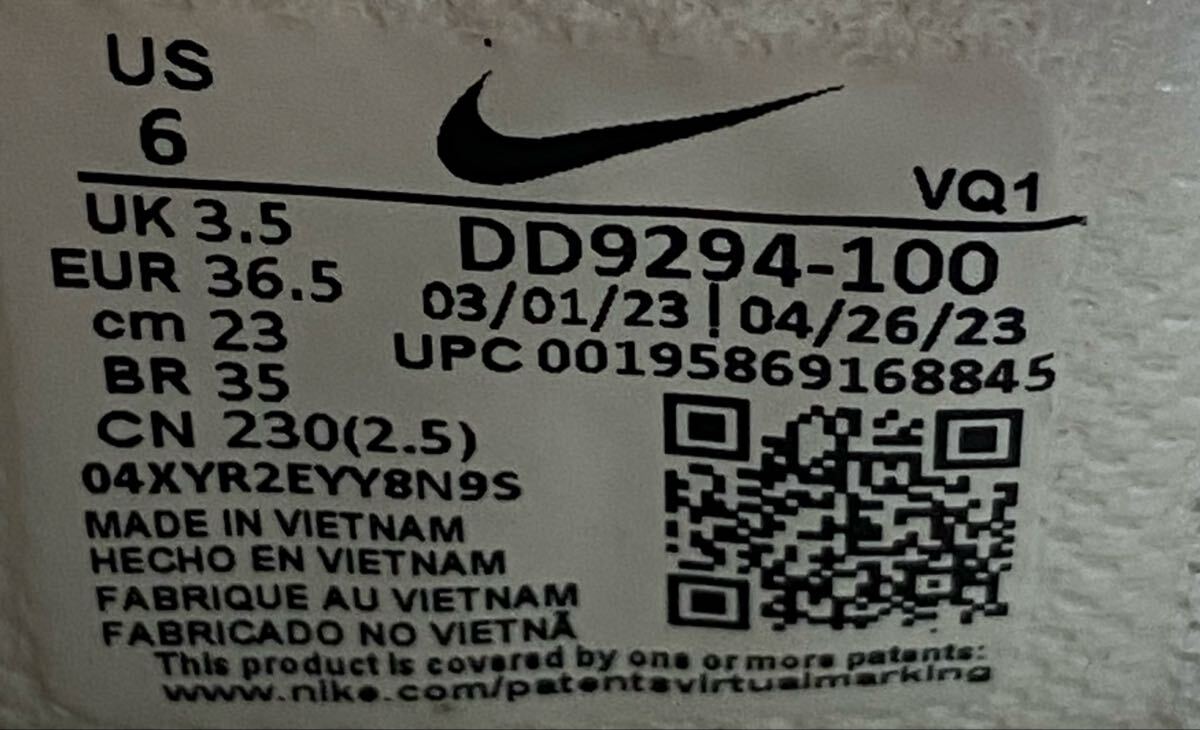 US
6
VQ1
UK 3.5
EUR 36.5
cm 23
BR 35
CN 230(2.5)
DD9294-100
03/01/23 | 04/26/23
UPC 00195869168845
04XYR2EYY8N9S
MADE IN VIETNAM
HECHO EN VIETNAM
FABRIQUE AU VIETNAM
FABRICADO NO VIETNÃ
This product is covered by one or more patents:
www.nike.com/patentsvirtualmarking